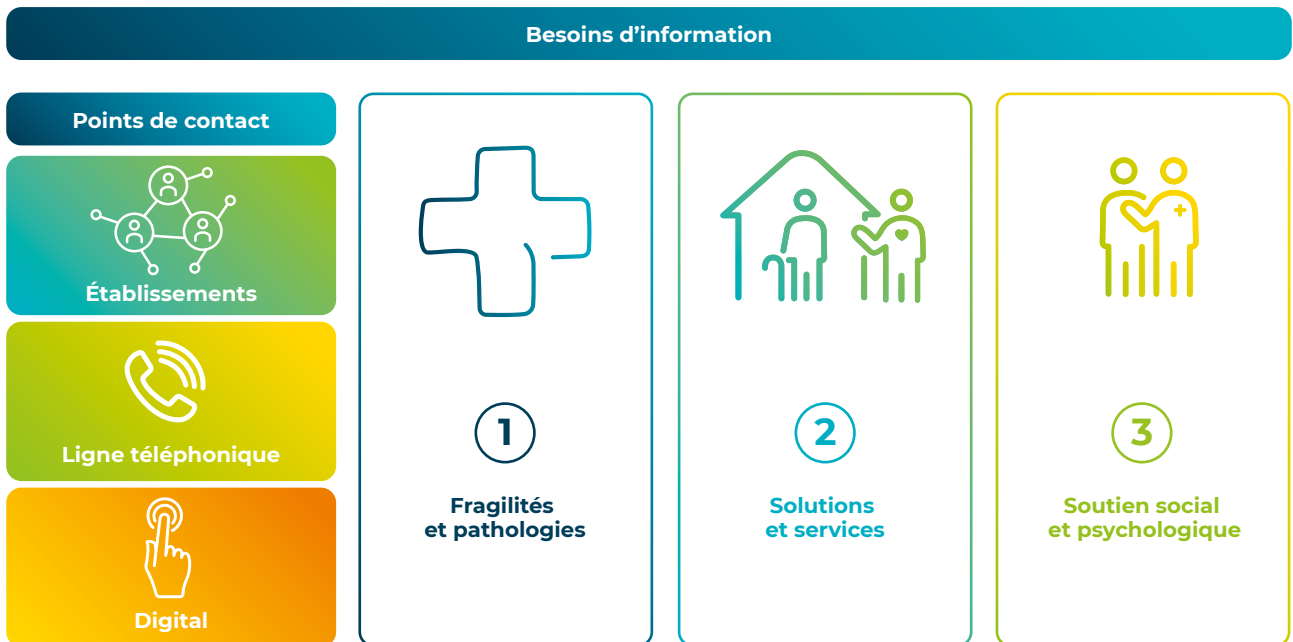 Besoins d'information
Points de contact
Établissements
Ligne téléphonique
Digital
1
Fragilités
et pathologies
2
Solutions
et services
3
Soutien social
et psychologique